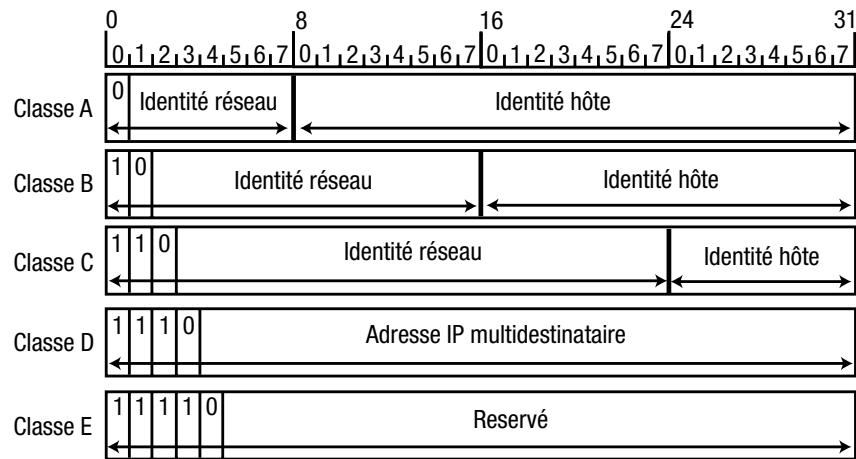 0 8 16 24 31
0 1 2 3 4 5 6 7 0 1 2 3 4 5 6 7 0 1 2 3 4 5 6 7 0 1 2 3 4 5 6 7
Classe A 0 Identité réseau Identité hôte
Classe B 1 0 Identité réseau Identité hôte
Classe C 1 1 0 Identité réseau Identité hôte
Classe D 1 1 1 0 Adresse IP multidestinataire
Classe E 1 1 1 1 0 Reservé